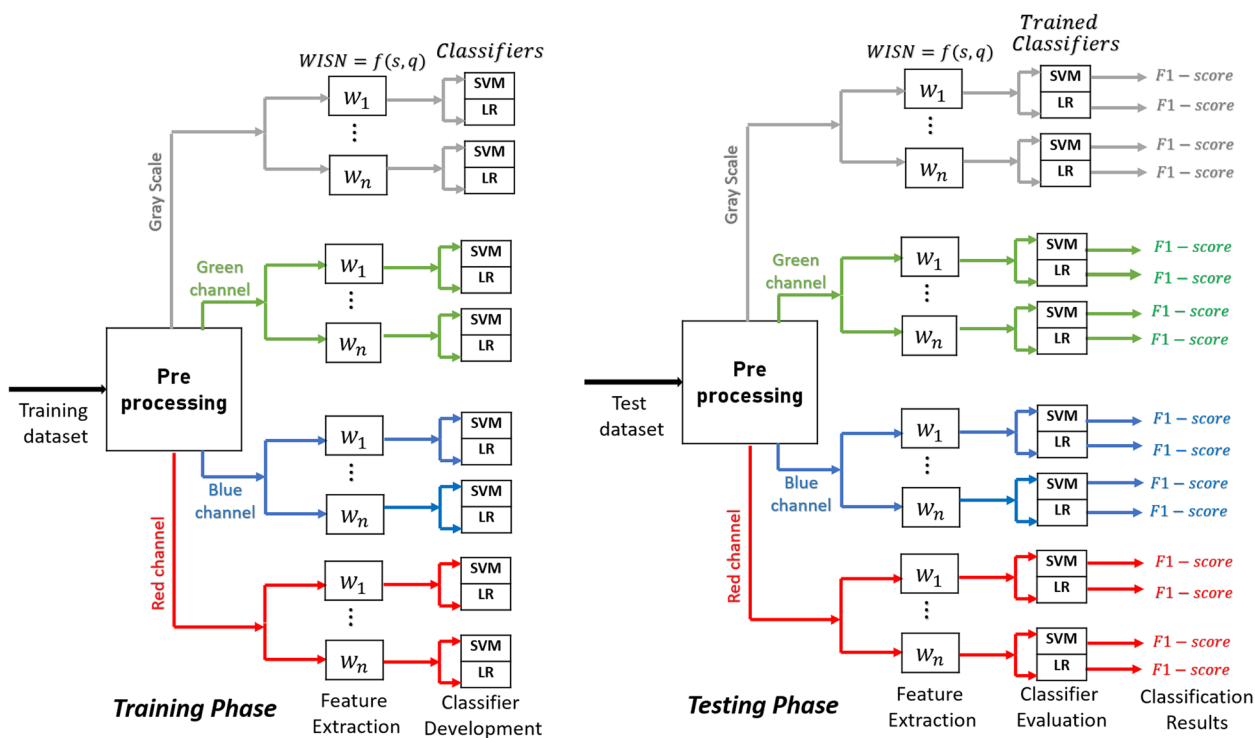 WISN = f(s,q)
Classifiers
W₁
SVM
LR
⋮
Wₙ
SVM
LR
Gray Scale
Green
channel
W₁
SVM
LR
⋮
Wₙ
SVM
LR
Pre
processing
Training
dataset
Blue
channel
W₁
SVM
LR
⋮
Wₙ
SVM
LR
Red channel
W₁
SVM
LR
⋮
Wₙ
SVM
LR
Training Phase
Feature
Extraction
Classifier
Development
WISN = f(s,q)
Trained
Classifiers
W₁
SVM
LR
F1 − score
F1 − score
⋮
Wₙ
SVM
LR
F1 − score
F1 − score
Gray Scale
Green
channel
W₁
SVM
LR
F1 − score
F1 − score
⋮
Wₙ
SVM
LR
F1 − score
F1 − score
Pre
processing
Test
dataset
Blue
channel
W₁
SVM
LR
F1 − score
F1 − score
⋮
Wₙ
SVM
LR
F1 − score
F1 − score
Red channel
W₁
SVM
LR
F1 − score
F1 − score
⋮
Wₙ
SVM
LR
F1 − score
F1 − score
Testing Phase
Feature
Extraction
Classifier
Evaluation
Classification
Results